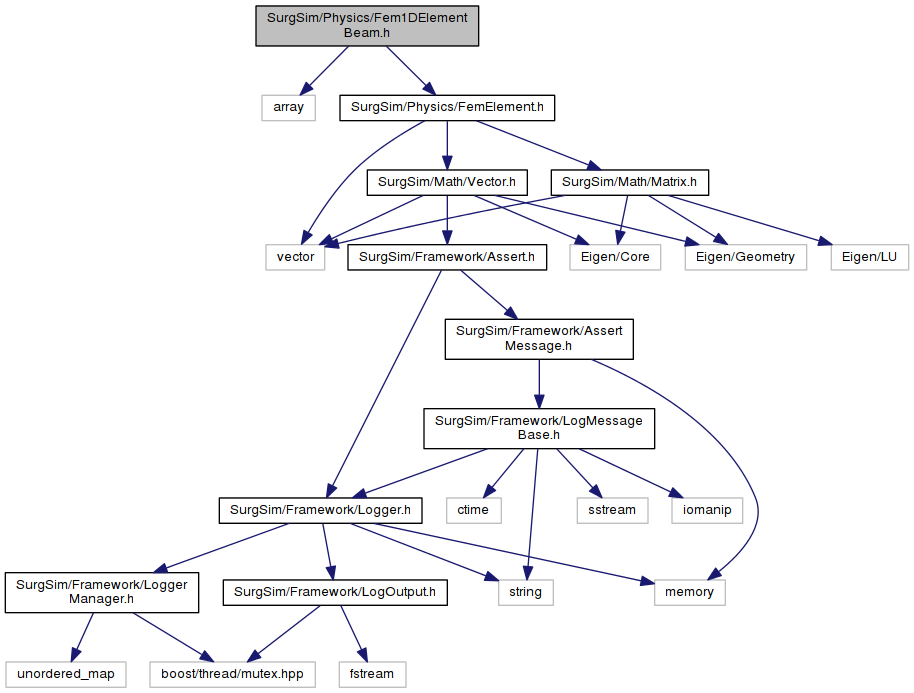 SurgSim/Physics/Fem1DElement
Beam.h
array
SurgSim/Physics/FemElement.h
SurgSim/Math/Vector.h
SurgSim/Math/Matrix.h
vector
SurgSim/Framework/Assert.h
Eigen/Core
Eigen/Geometry
Eigen/LU
SurgSim/Framework/Assert
Message.h
SurgSim/Framework/LogMessage
Base.h
SurgSim/Framework/Logger.h
ctime
sstream
iomanip
SurgSim/Framework/Logger
Manager.h
SurgSim/Framework/LogOutput.h
string
memory
unordered_map
boost/thread/mutex.hpp
fstream